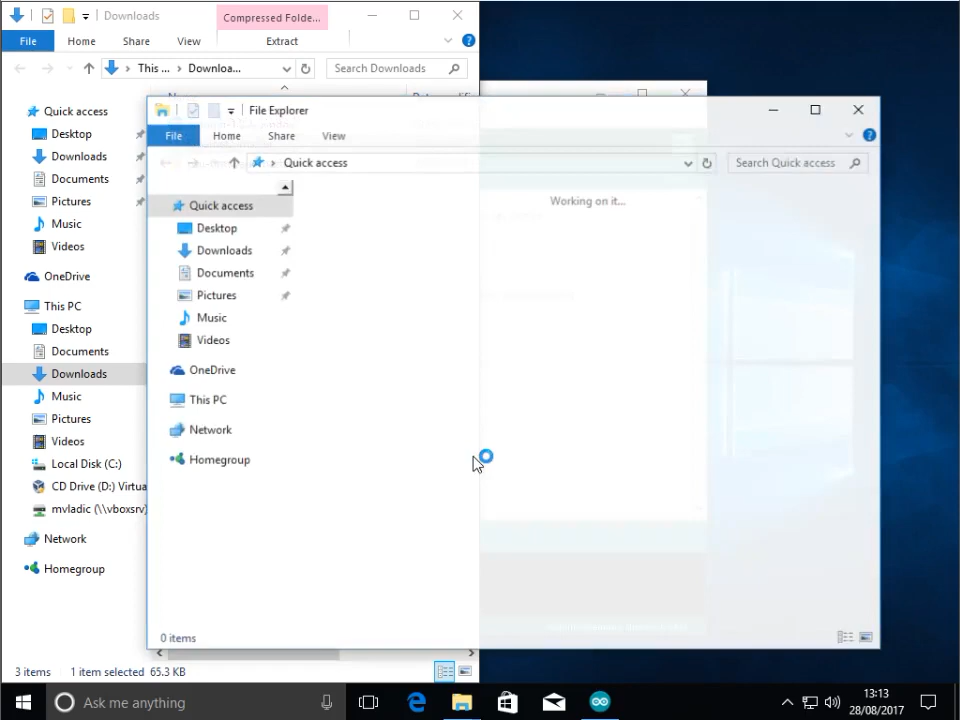 Downloads
Compressed Folde...
File
Home
Share
View
Extract
This ...
Downloa...
Search Downloads
Quick access
Desktop
Downloads
Documents
Pictures
Music
Videos
OneDrive
This PC
Desktop
Documents
Downloads
Music
Pictures
Videos
Local Disk (C:)
CD Drive (D:) Virtua
mvladic (\\vboxsrv)
Network
Homegroup
3 items
1 item selected 65.3 KB
File Explorer
File
Home
Share
View
Quick access
Search Quick access
Quick access
Desktop
Downloads
Documents
Pictures
Music
Videos
OneDrive
This PC
Network
Homegroup
Working on it...
0 items
Ask me anything
13:13
28/08/2017